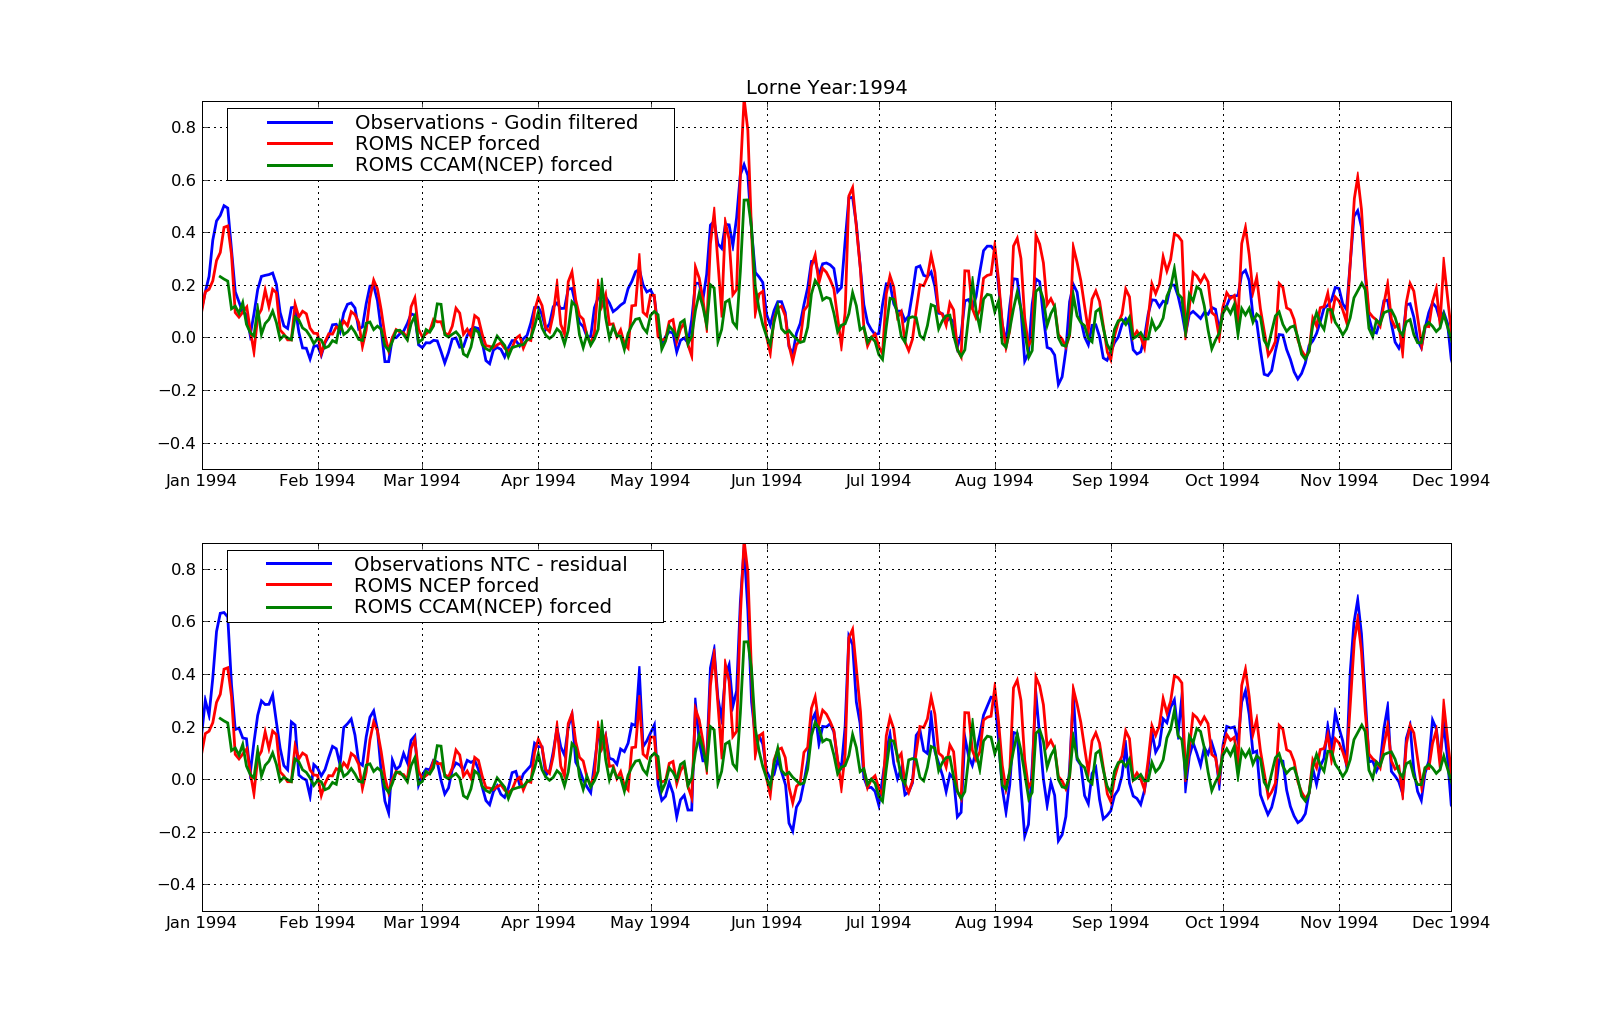 Lorne Year:1994
Observations - Godin filtered
ROMS NCEP forced
ROMS CCAM(NCEP) forced
0.8
0.6
0.4
0.2
0.0
−0.2
−0.4
Jan 1994 Feb 1994 Mar 1994 Apr 1994 May 1994 Jun 1994 Jul 1994 Aug 1994 Sep 1994 Oct 1994 Nov 1994 Dec 1994
Observations NTC - residual
ROMS NCEP forced
ROMS CCAM(NCEP) forced
0.8
0.6
0.4
0.2
0.0
−0.2
−0.4
Jan 1994 Feb 1994 Mar 1994 Apr 1994 May 1994 Jun 1994 Jul 1994 Aug 1994 Sep 1994 Oct 1994 Nov 1994 Dec 1994